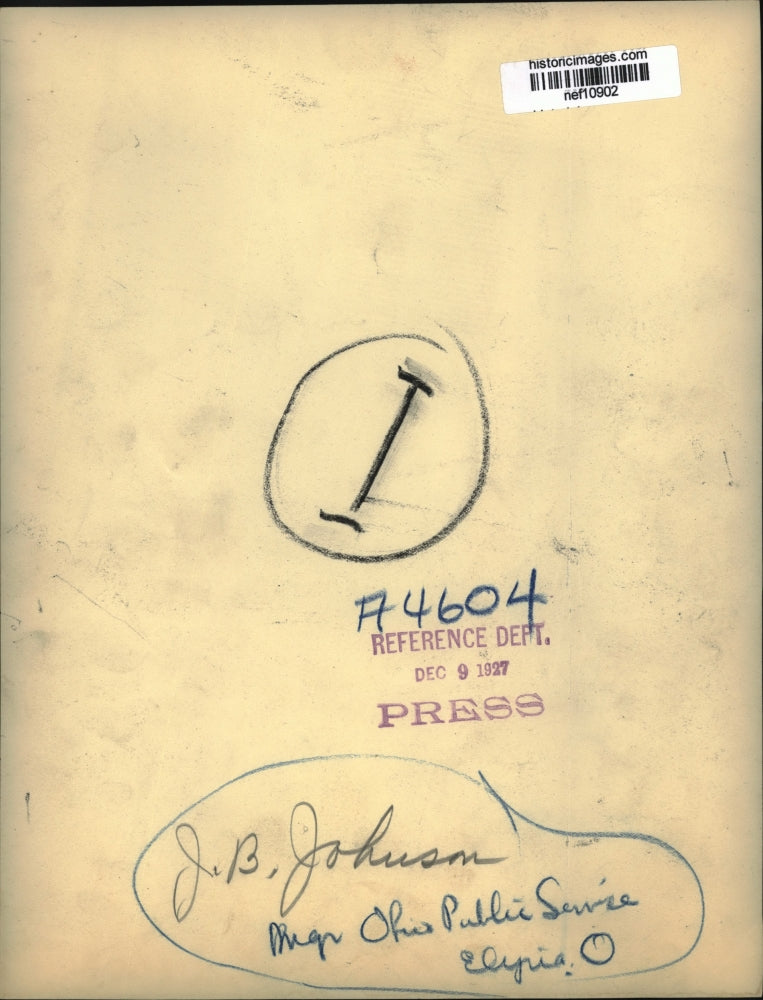 historicimages.com
nef10902
I
A4604
REFERENCE DEPT.
DEC 9 1927
PRESS
J. B. Johnson
Mgr Ohio Public Service
Elyria, O